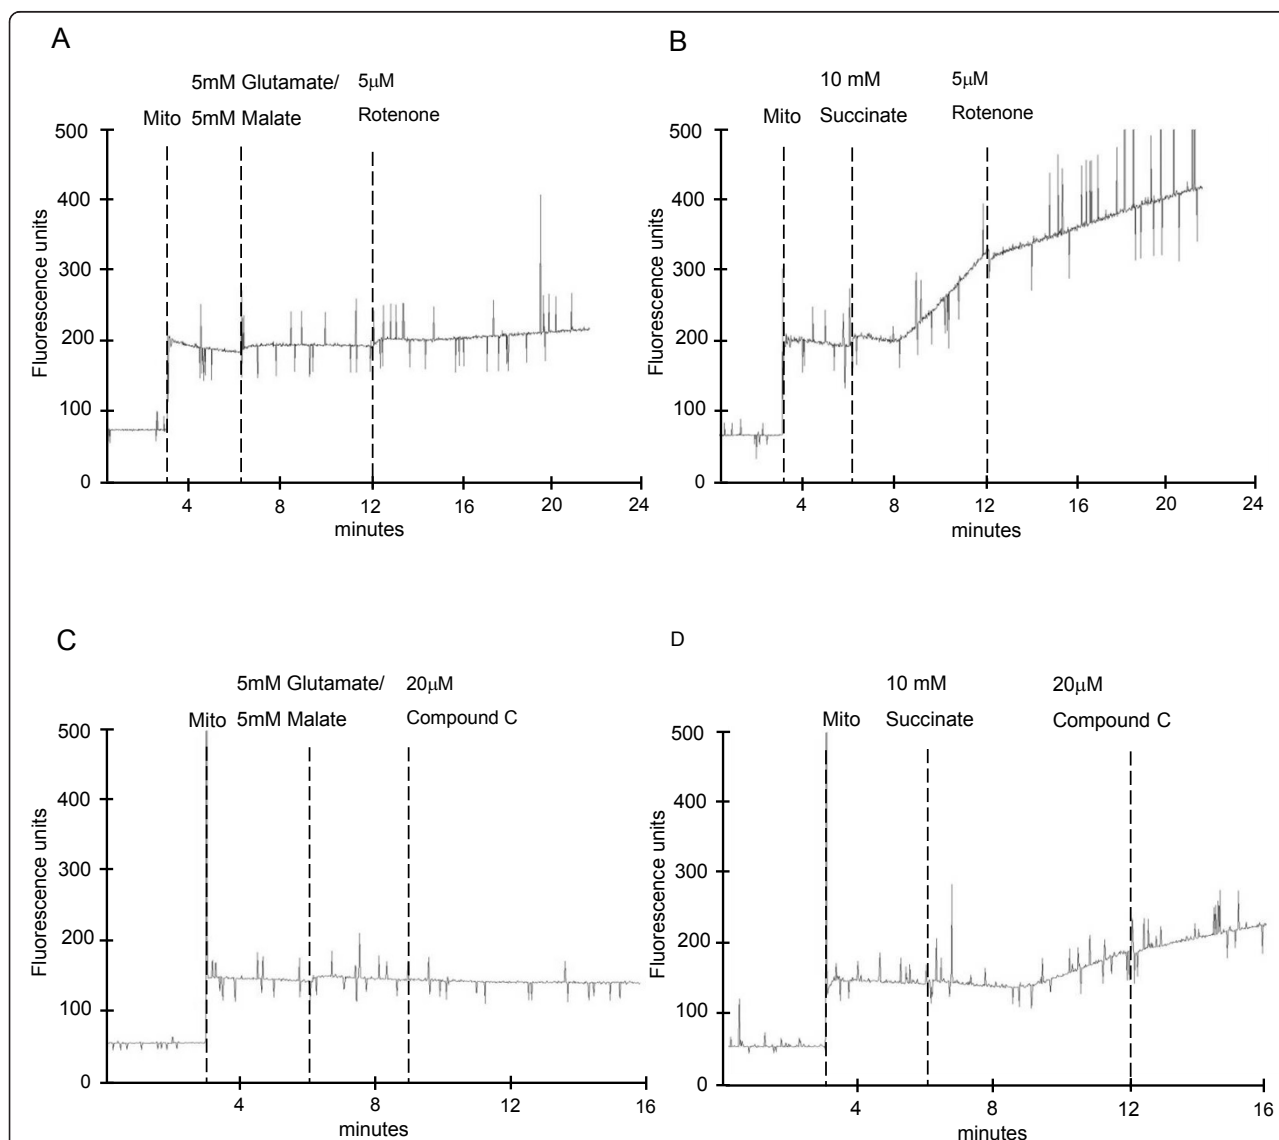 A
5mM Glutamate/ 5μM
Mito 5mM Malate Rotenone
500
400
300
200
100
0
Fluorescence units
4 8 12 16 20 24
minutes
B
10 mM 5μM
Mito Succinate Rotenone
500
400
300
200
100
0
Fluorescence units
4 8 12 16 20 24
minutes
C
5mM Glutamate/ 20μM
Mito 5mM Malate Compound C
500
400
300
200
100
0
Fluorescence units
4 8 12 16
minutes
D
10 mM 20μM
Mito Succinate Compound C
500
400
300
200
100
0
Fluorescence units
4 8 12 16
minutes